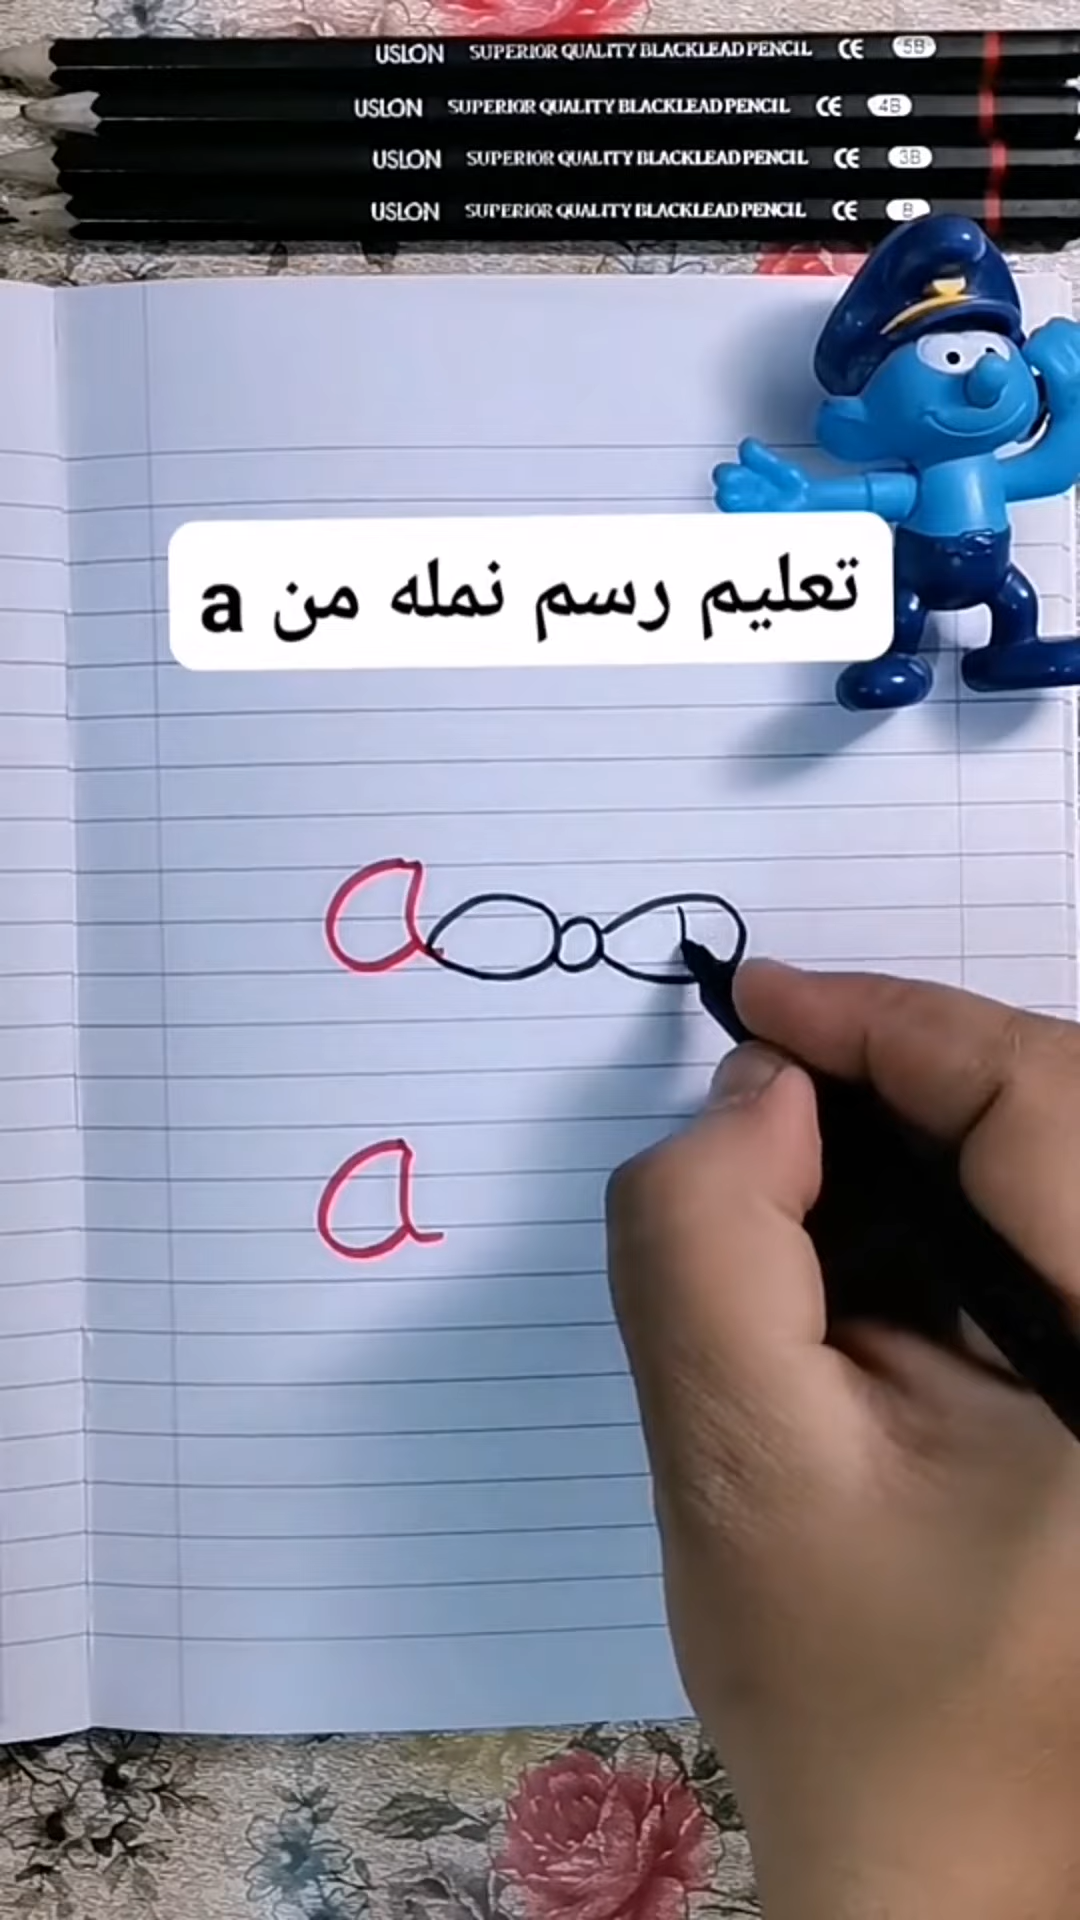 USLON SUPERIOR QUALITY BLACKLEAD PENCIL CE 5B
USLON SUPERIOR QUALITY BLACKLEAD PENCIL CE 4B
USLON SUPERIOR QUALITY BLACKLEAD PENCIL CE 3B
USLON SUPERIOR QUALITY BLACKLEAD PENCIL CE B
تعليم رسم نمله من a
a
a